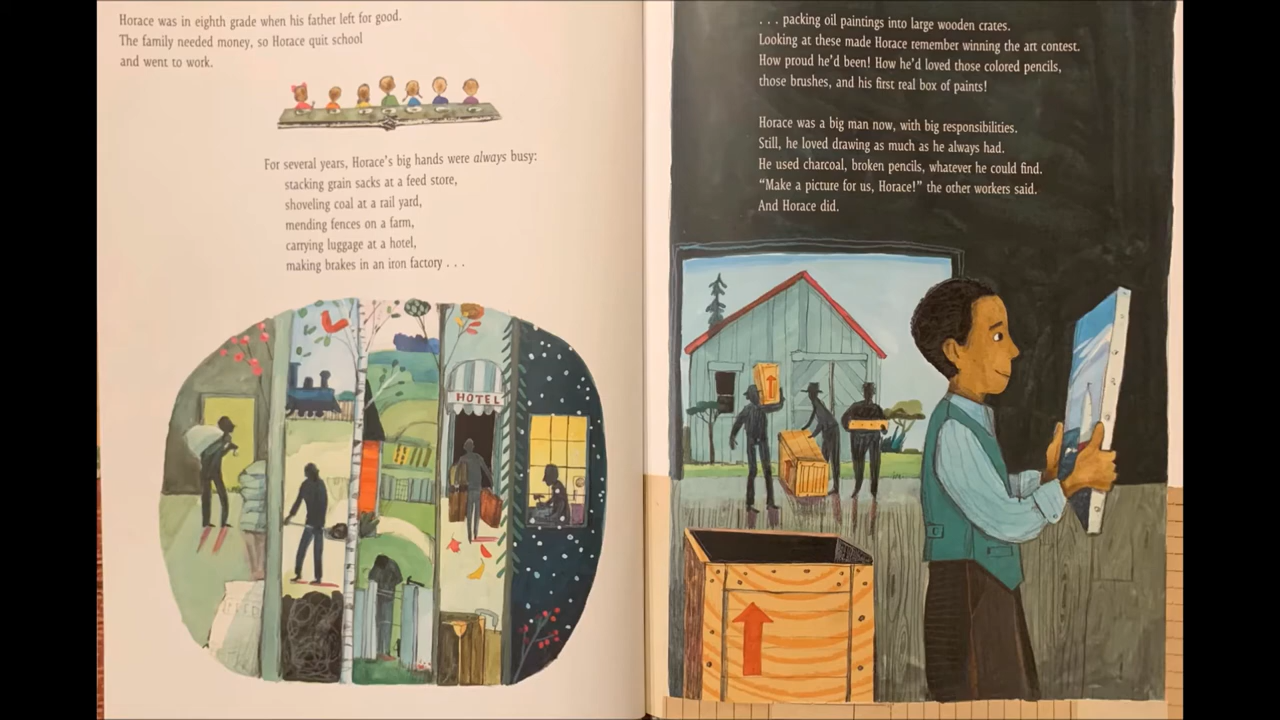 Horace was in eighth grade when his father left for good.
The family needed money, so Horace quit school
and went to work.
For several years, Horace's big hands were always busy:
stacking grain sacks at a feed store,
shoveling coal at a rail yard,
mending fences on a farm,
carrying luggage at a hotel,
making brakes in an iron factory . . .
HOTEL
FEED
. . . packing oil paintings into large wooden crates.
Looking at these made Horace remember winning the art contest.
How proud he'd been! How he'd loved those colored pencils,
those brushes, and his first real box of paints!
Horace was a big man now, with big responsibilities.
Still, he loved drawing as much as he always had.
He used charcoal, broken pencils, whatever he could find.
“Make a picture for us, Horace!” the other workers said.
And Horace did.